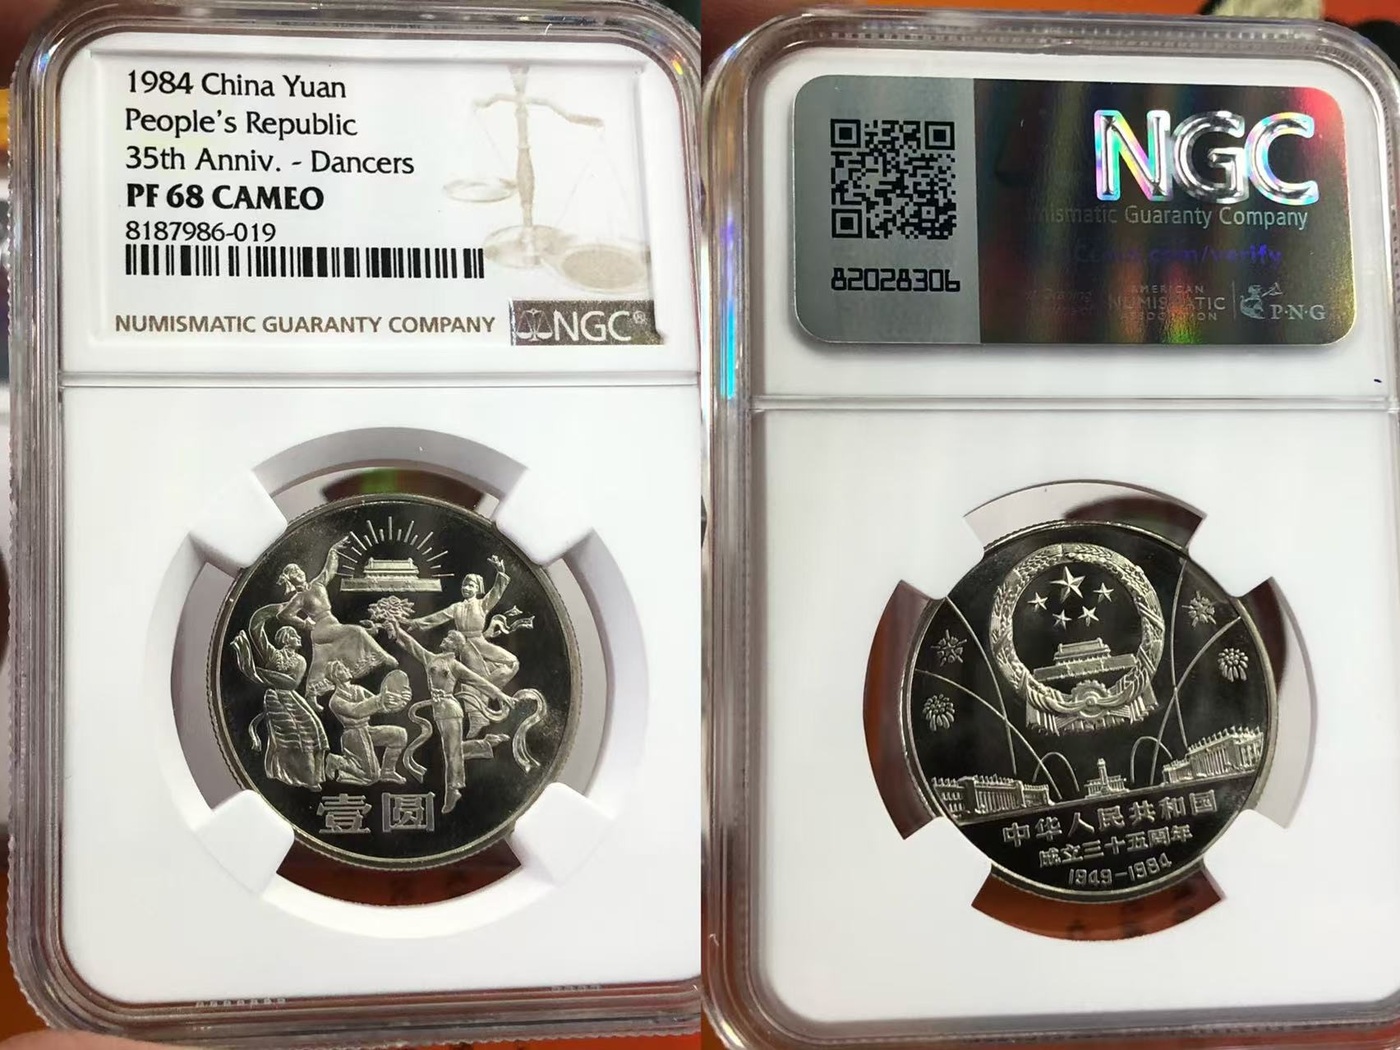 1984 China Yuan
People's Republic
35th Anniv. - Dancers
PF 68 CAMEO
8187986-019
NUMISMATIC GUARANTY COMPANY
NGC®
壹圆
NGC
Numismatic Guaranty Company
82028306
AMERICAN
NUMISMATIC
P·N·G
中华人民共和国
成立三十五周年
1949-1984